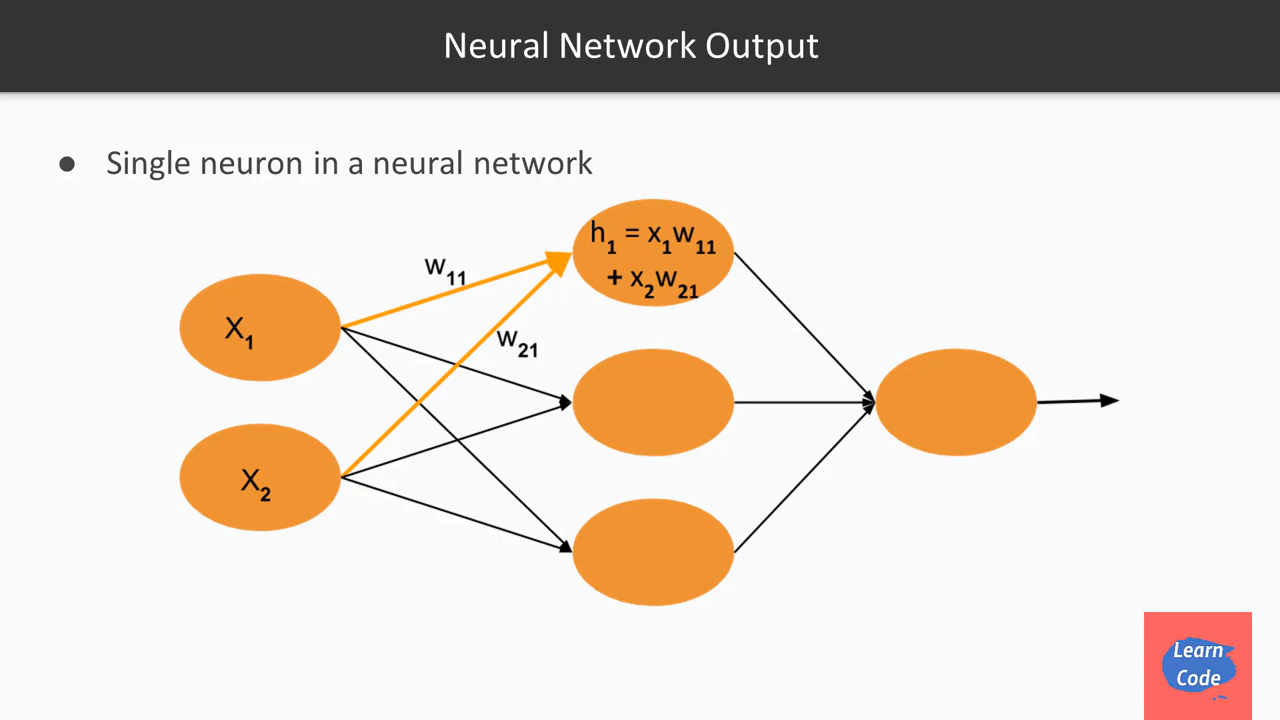 Neural Network Output
● Single neuron in a neural network
h₁ = x₁w₁₁
+ x₂w₂₁
w₁₁
X₁
w₂₁
X₂
Learn
Code